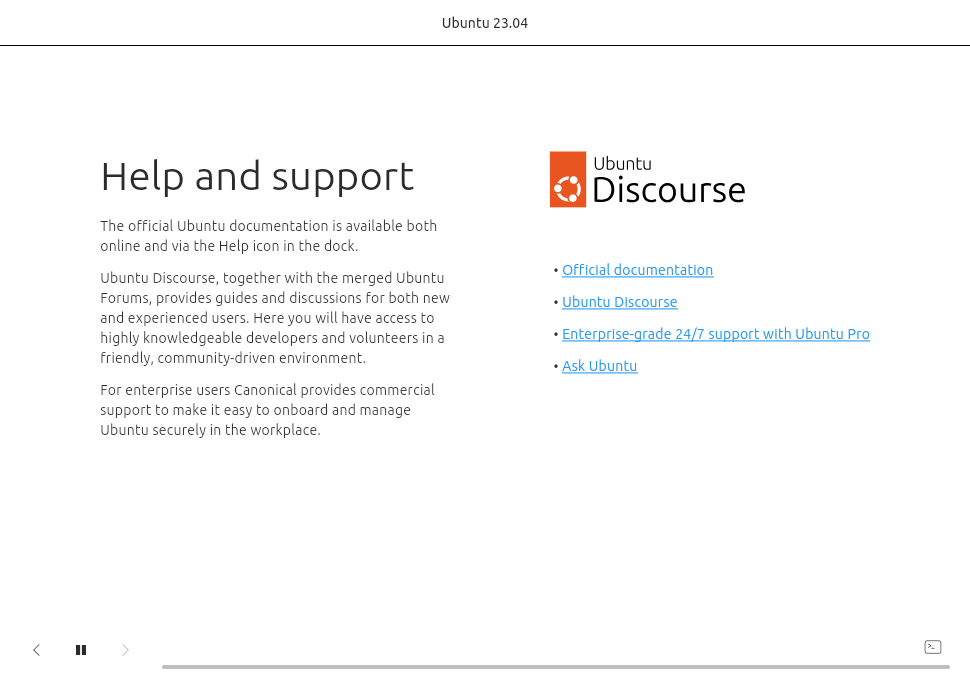 Ubuntu 23.04
Help and support
The official Ubuntu documentation is available both
online and via the Help icon in the dock.
Ubuntu Discourse, together with the merged Ubuntu
Forums, provides guides and discussions for both new
and experienced users. Here you will have access to
highly knowledgeable developers and volunteers in a
friendly, community-driven environment.
For enterprise users Canonical provides commercial
support to make it easy to onboard and manage
Ubuntu securely in the workplace.
Ubuntu
Discourse
• Official documentation
• Ubuntu Discourse
• Enterprise-grade 24/7 support with Ubuntu Pro
• Ask Ubuntu